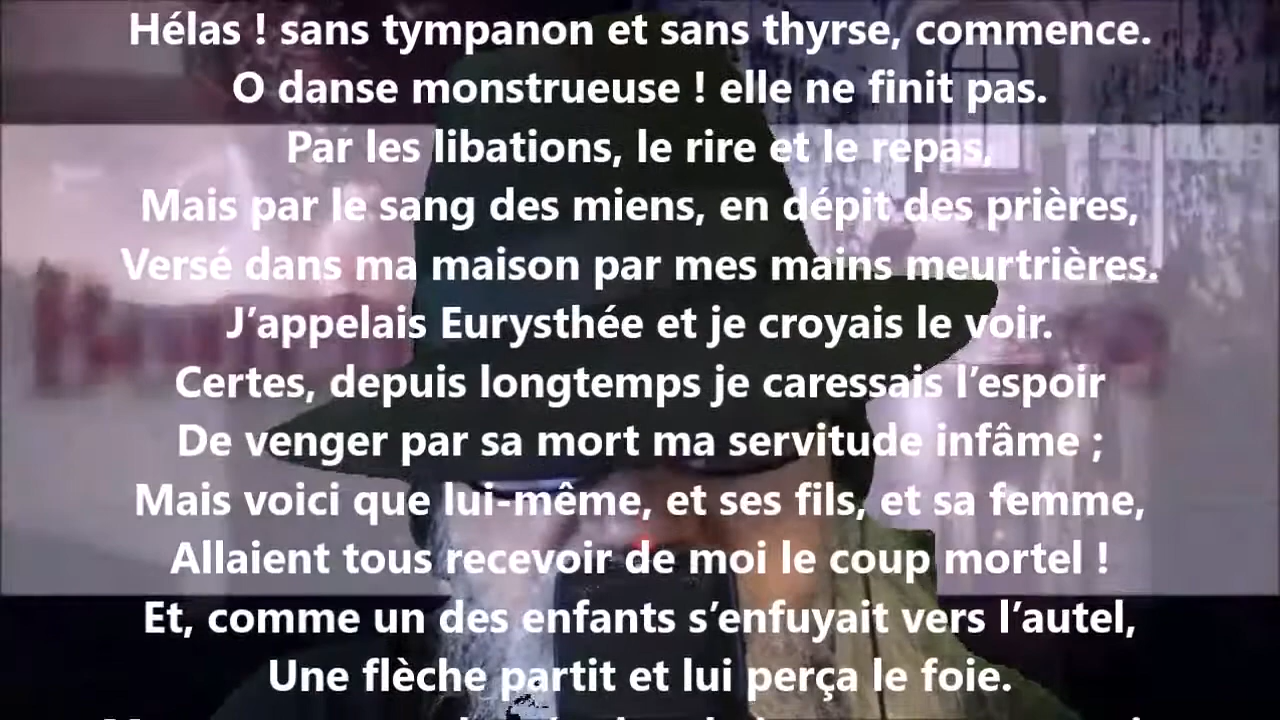 Hélas ! sans tympanon et sans thyrse, commence.
O danse monstrueuse ! elle ne finit pas.
Par les libations, le rire et le repas,
Mais par le sang des miens, en dépit des prières,
Versé dans ma maison par mes mains meurtrières.
J’appelais Eurysthée et je croyais le voir.
Certes, depuis longtemps je caressais l’espoir
De venger par sa mort ma servitude infâme ;
Mais voici que lui-même, et ses fils, et sa femme,
Allaient tous recevoir de moi le coup mortel !
Et, comme un des enfants s’enfuyait vers l’autel,
Une flèche partit et lui perça le foie.